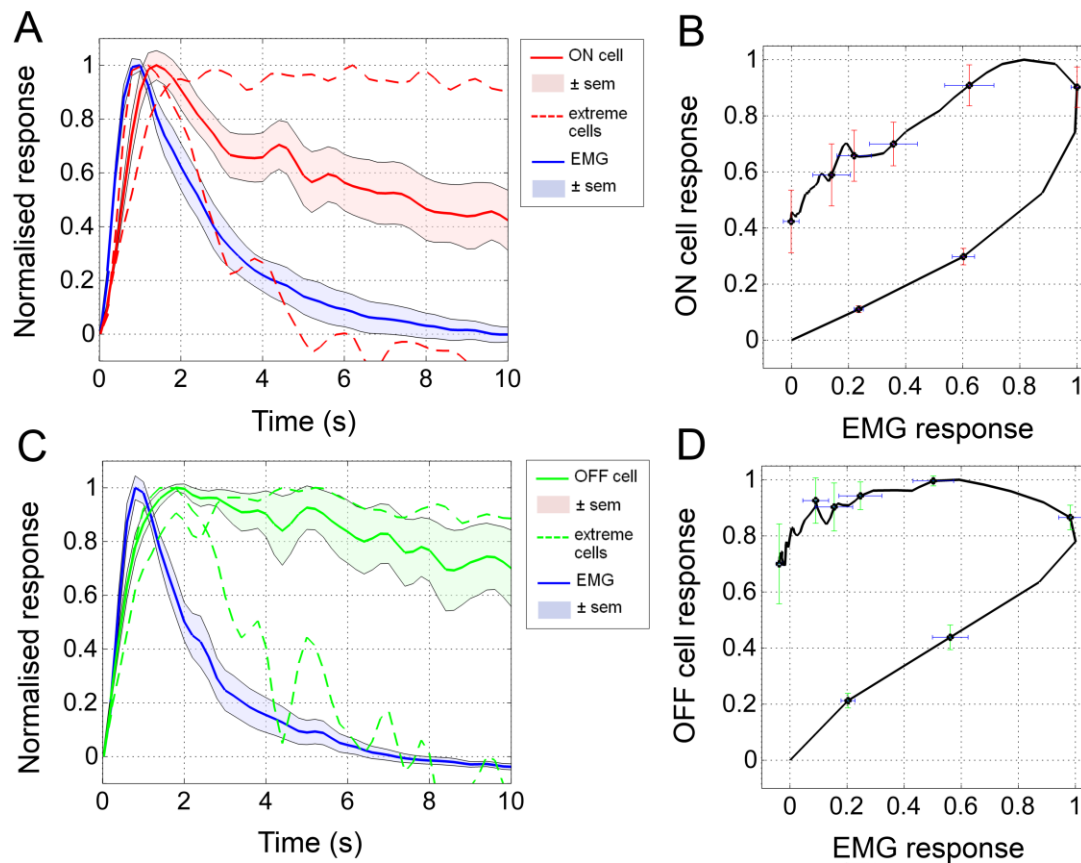 A
Normalised response
1
0.8
0.6
0.4
0.2
0
0 2 4 6 8 10
Time (s)
ON cell
± sem
extreme
cells
EMG
± sem
B
ON cell response
1
0.8
0.6
0.4
0.2
0
0 0.2 0.4 0.6 0.8 1
EMG response
C
Normalised response
1
0.8
0.6
0.4
0.2
0
0 2 4 6 8 10
Time (s)
OFF cell
± sem
extreme
cells
EMG
± sem
D
OFF cell response
1
0.8
0.6
0.4
0.2
0
0 0.2 0.4 0.6 0.8 1
EMG response